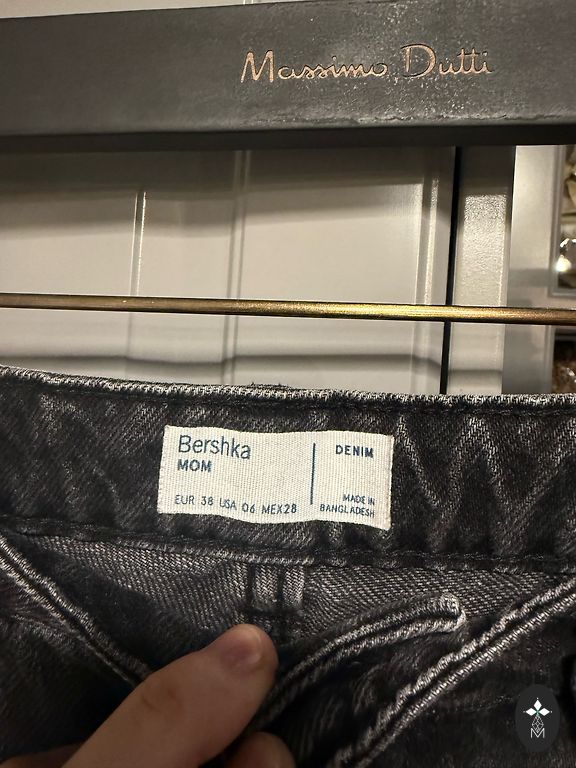 Massimo Dutti
Bershka
MOM
EUR 38 USA 06 MEX28
DENIM
MADE IN
BANGLADESH
M